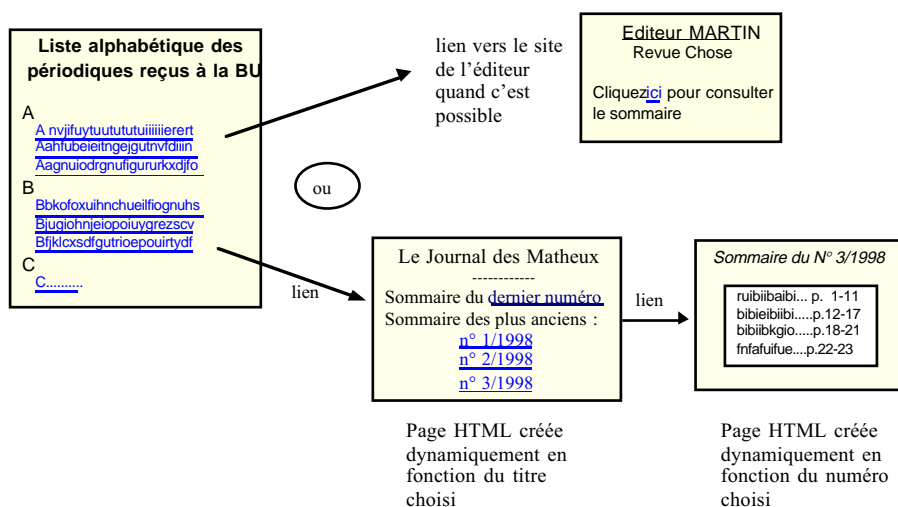 Liste alphabétique des
périodiques reçus à la BU
A
A nvjifuytuutututuiiiiiierert
Aahfubeieitngejgutnvfdiiin
Aagnuiodrgnufigururkxdjfo
B
Bbkofoxuihnchueilfiognuhs
Bjugiohnjeiopoiuygrezscv
Bfjklcxsdfgutrioepouirtydf
C
C..........
lien vers le site
de l'éditeur
quand c'est
possible
Editeur MARTIN
Revue Chose
Cliquezici pour consulter
le sommaire
ou
lien
Le Journal des Matheux
------------
Sommaire du dernier numéro
Sommaire des plus anciens :
n° 1/1998
n° 2/1998
n° 3/1998
lien
Sommaire du N° 3/1998
ruibiibaibi... p. 1-11
bibieibiibi.....p.12-17
bibiibkgio.....p.18-21
fnfafuifue....p.22-23
Page HTML créée
dynamiquement en
fonction du titre
choisi
Page HTML créée
dynamiquement en
fonction du numéro
choisi